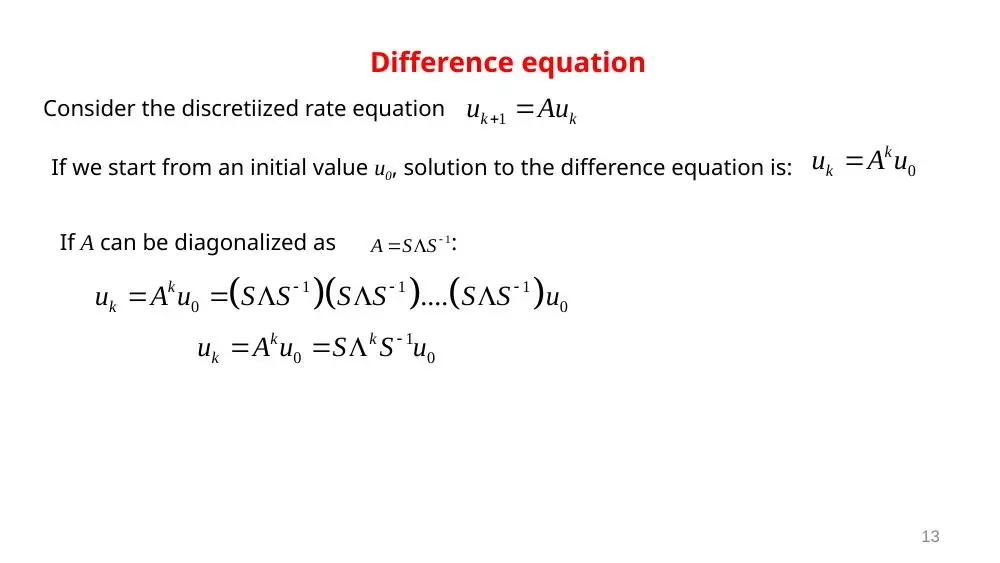 Difference equation
Consider the discretiized rate equation u_{k+1} = Au_k
If we start from an initial value u_0, solution to the difference equation is: u_k = A^k u_0
If A can be diagonalized as A = SΛS^{-1}:
u_k = A^k u_0 = (SΛS^{-1})(SΛS^{-1})....(SΛS^{-1})u_0
u_k = A^k u_0 = SΛ^k S^{-1} u_0
13